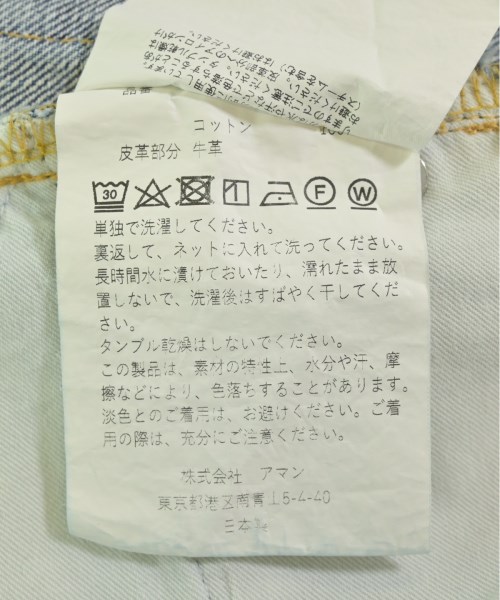 コットン
皮革部分 牛革
30 F W
単独で洗濯してください。
裏返して、ネットに入れて洗ってください。
長時間水に漬けておいたり、濡れたまま放
置しないで、洗濯後はすばやく干してくだ
さい。
タンブル乾燥はしないでください。
この製品は、素材の特性上、水分や汗、摩
擦などにより、色落ちすることがあります。
淡色とのご着用は、お避けください。ご着
用の際は、充分にご注意ください。
株式会社 アマン
東京都港区南青山5-4-40
日本製